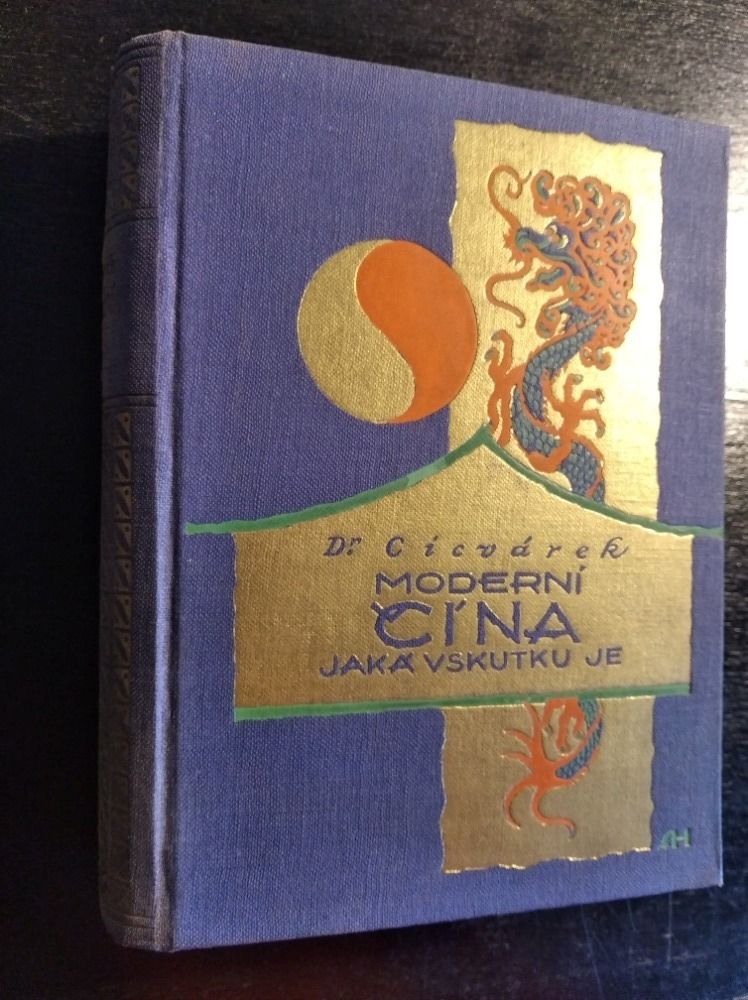 Dr Cicvárek
MODERNÍ
ČÍNA
JAKÁ VSKUTKU JE
AH